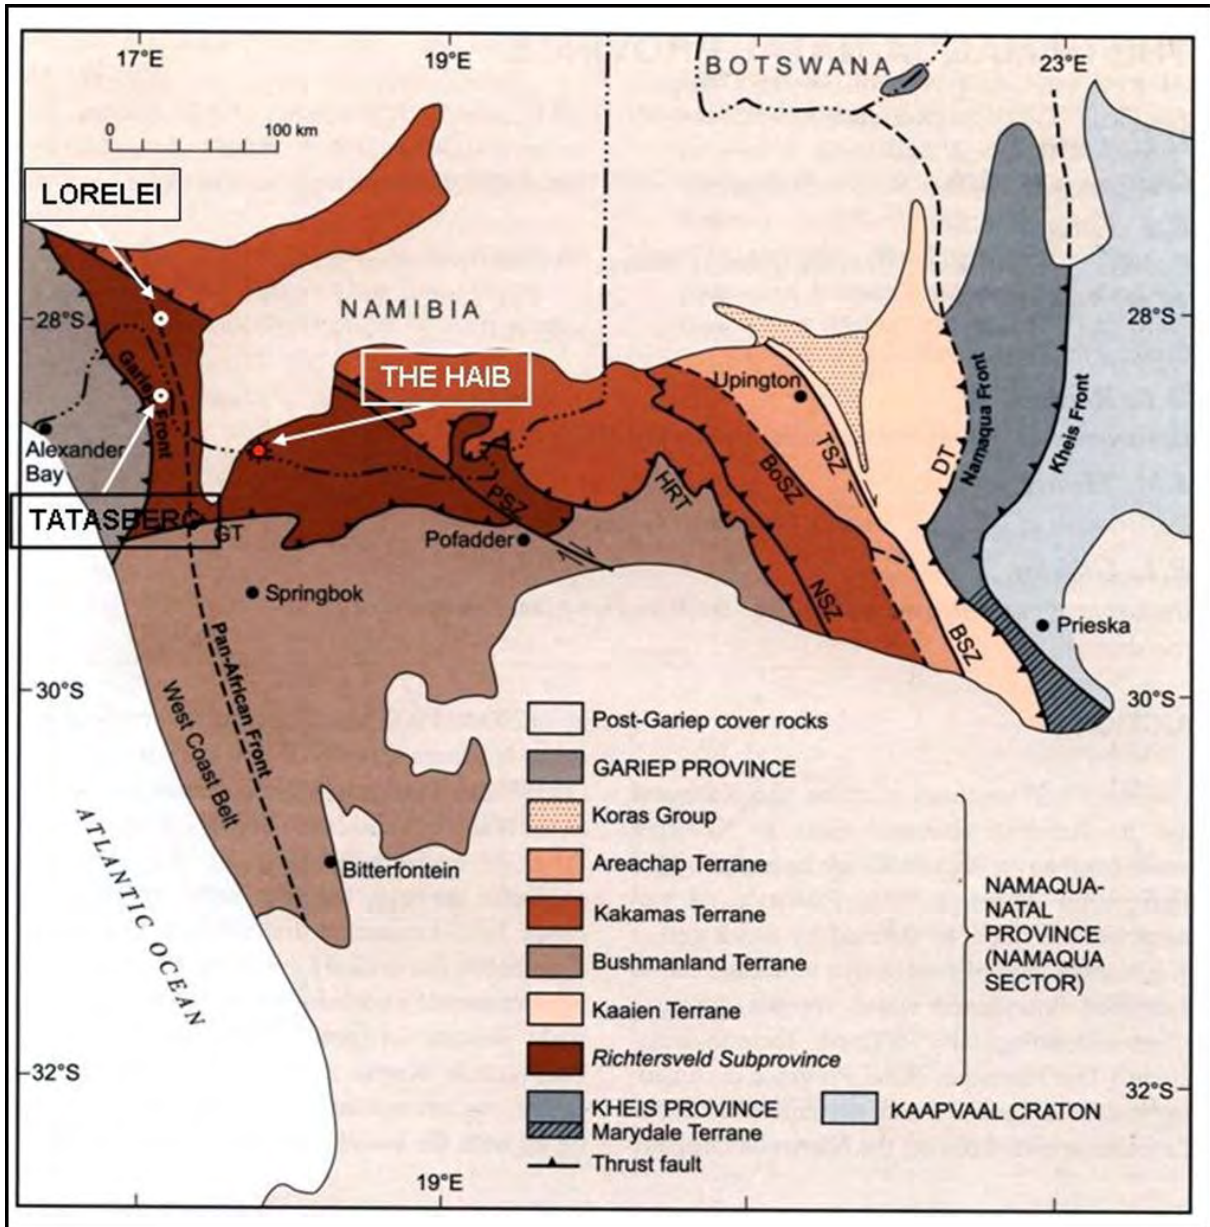 17°E
19°E
23°E
BOTSWANA
0 100 km
LORELEI
NAMIBIA
28°S
28°S
THE HAIB
Upington
Gariep Front
Alexander
Bay
TSZ
BoSZ
DT
Namaqua Front
Kheis Front
TATASBERG
GT
PSZ
HRT
Pofadder
Springbok
NSZ
BSZ
Prieska
Pan-African Front
30°S
30°S
West Coast Belt
Bitterfontein
ATLANTIC OCEAN
Post-Gariep cover rocks
GARIEP PROVINCE
Koras Group
Areachap Terrane
Kakamas Terrane
Bushmanland Terrane
Kaaien Terrane
Richtersveld Subprovince
KHEIS PROVINCE
Marydale Terrane
Thrust fault
NAMAQUA-
NATAL
PROVINCE
(NAMAQUA
SECTOR)
KAAPVAAL CRATON
32°S
32°S
19°E